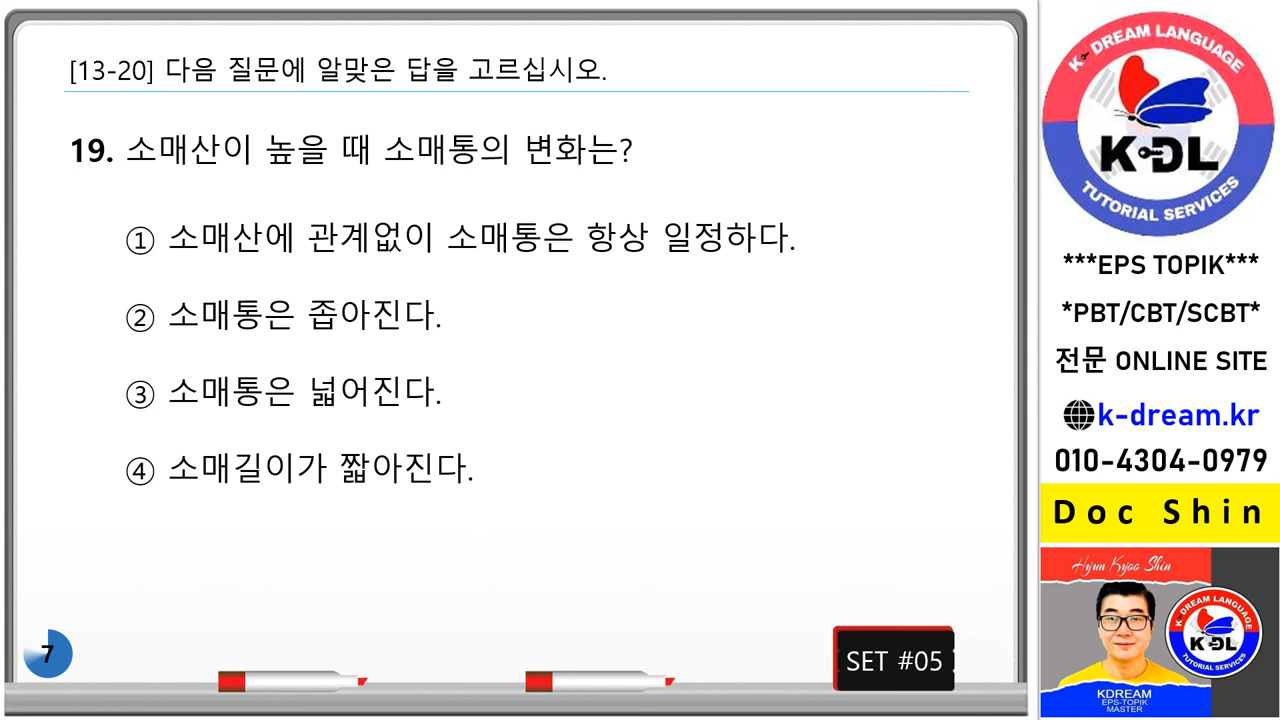 [13-20] 다음 질문에 알맞은 답을 고르십시오.
19. 소매산이 높을 때 소매통의 변화는?
① 소매산에 관계없이 소매통은 항상 일정하다.
② 소매통은 좁아진다.
③ 소매통은 넓어진다.
④ 소매길이가 짧아진다.
7
SET #05
K-DREAM LANGUAGE
K-DL
TUTORIAL SERVICES
***EPS TOPIK***
*PBT/CBT/SCBT*
전문 ONLINE SITE
k-dream.kr
010-4304-0979
Doc Shin
Hyun Kyoo Shin
K-DREAM LANGUAGE
K-DL
TUTORIAL SERVICES
KDREAM
EPS-TOPIK
MASTER